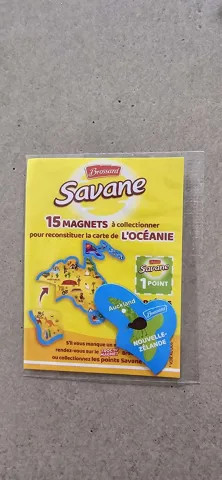 Brossard
Savane
15 MAGNETS à collectionner
pour reconstituer la carte de L'OCÉANIE
Savane
1
POINT
Auckland
Brossard
NOUVELLE-
ZÉLANDE
S'il vous manque un
rendez-vous sur le
ou collectionnez les points Savane